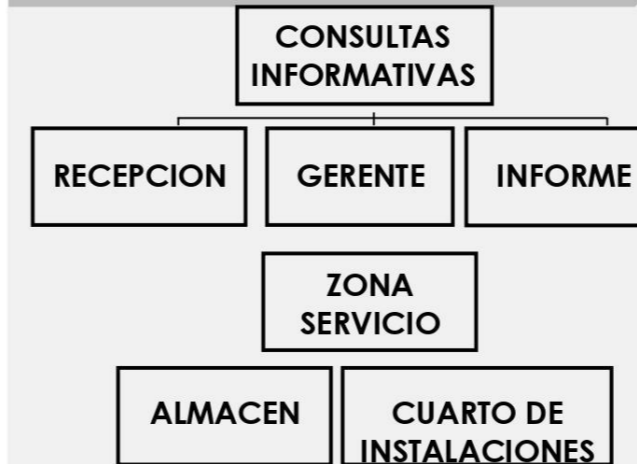 CONSULTAS
INFORMATIVAS
RECEPCION
GERENTE
INFORME
ZONA
SERVICIO
ALMACEN
CUARTO DE
INSTALACIONES